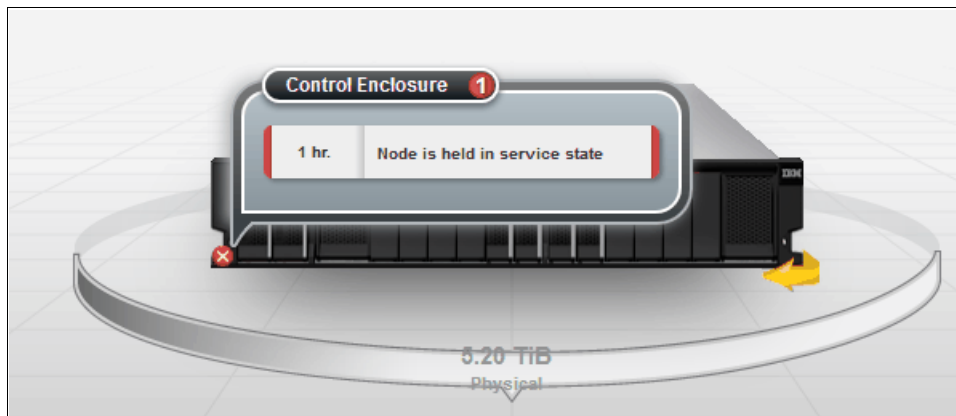 Control Enclosure 1
1 hr. Node is held in service state
IBM
5.20 TiB
Physical